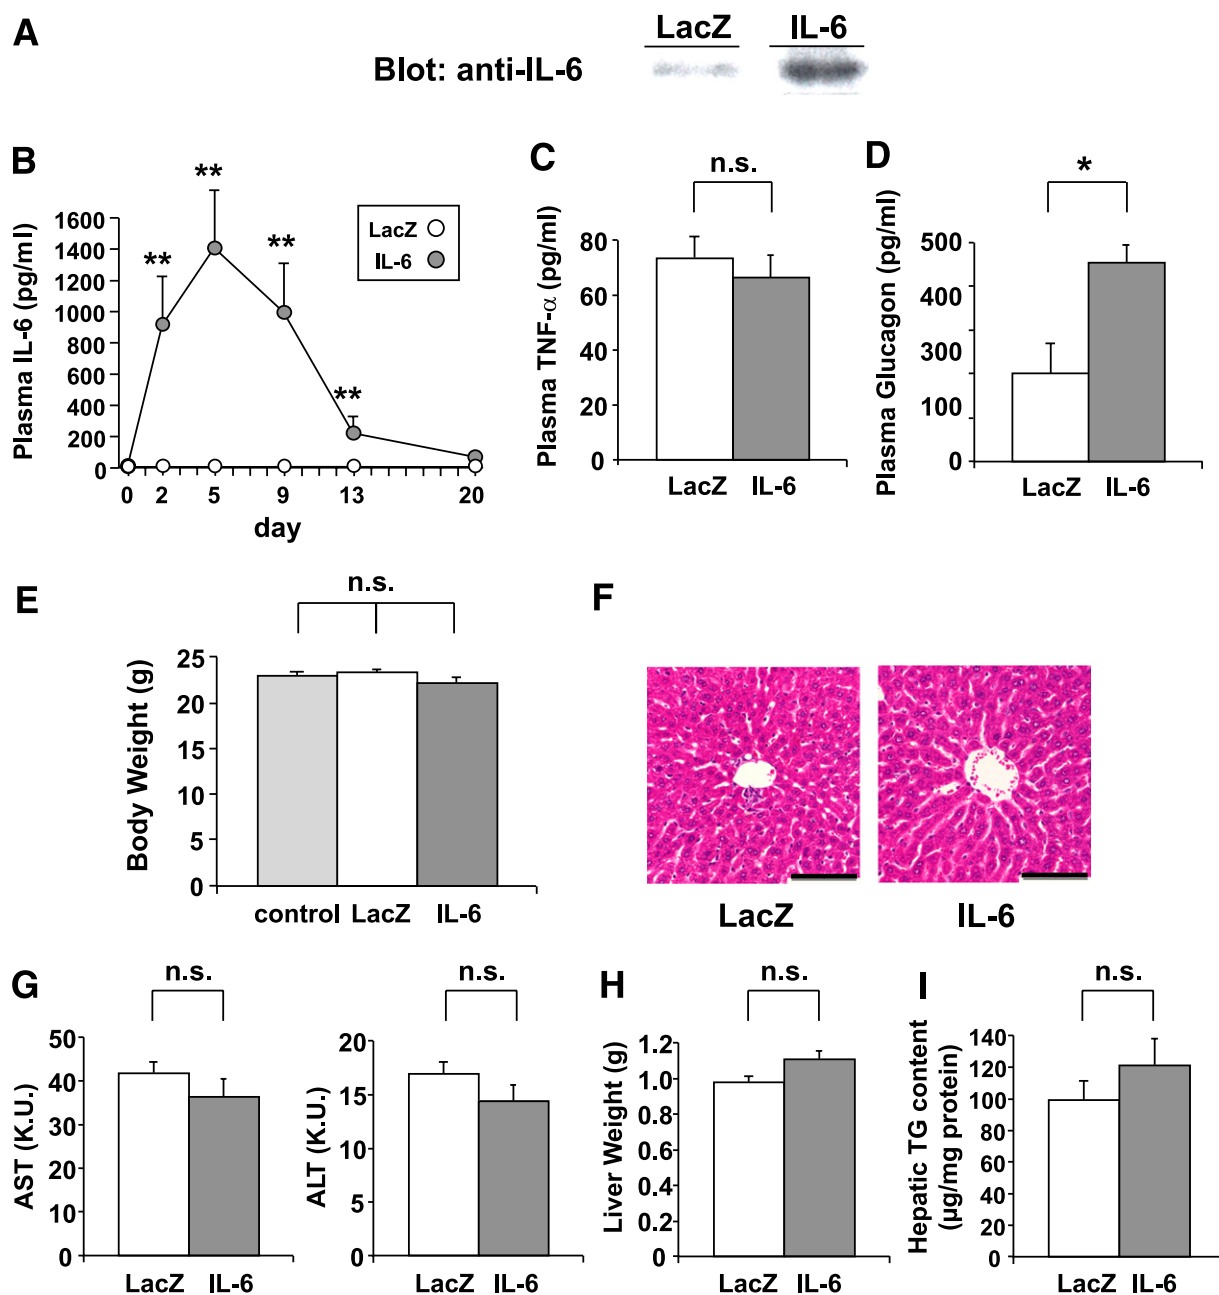 A
LacZ IL-6
Blot: anti-IL-6
B
Plasma IL-6 (pg/ml)
1600
1400
1200
1000
800
600
400
200
0
** ** ** **
LacZ
IL-6
0 2 5 9 13 20
day
C
n.s.
Plasma TNF-α (pg/ml)
80
60
40
20
0
LacZ IL-6
D
*
Plasma Glucagon (pg/ml)
500
400
300
100
0
LacZ IL-6
E
n.s.
Body Weight (g)
25
20
15
10
5
0
control LacZ IL-6
F
LacZ IL-6
G
n.s.
AST (K.U.)
50
40
30
20
10
0
LacZ IL-6
n.s.
ALT (K.U.)
20
15
10
5
0
LacZ IL-6
H
n.s.
Liver Weight (g)
1.2
1.0
0.8
0.6
0.4
0.2
0
LacZ IL-6
I
n.s.
Hepatic TG content
(µg/mg protein)
140
120
100
80
60
40
20
0
LacZ IL-6